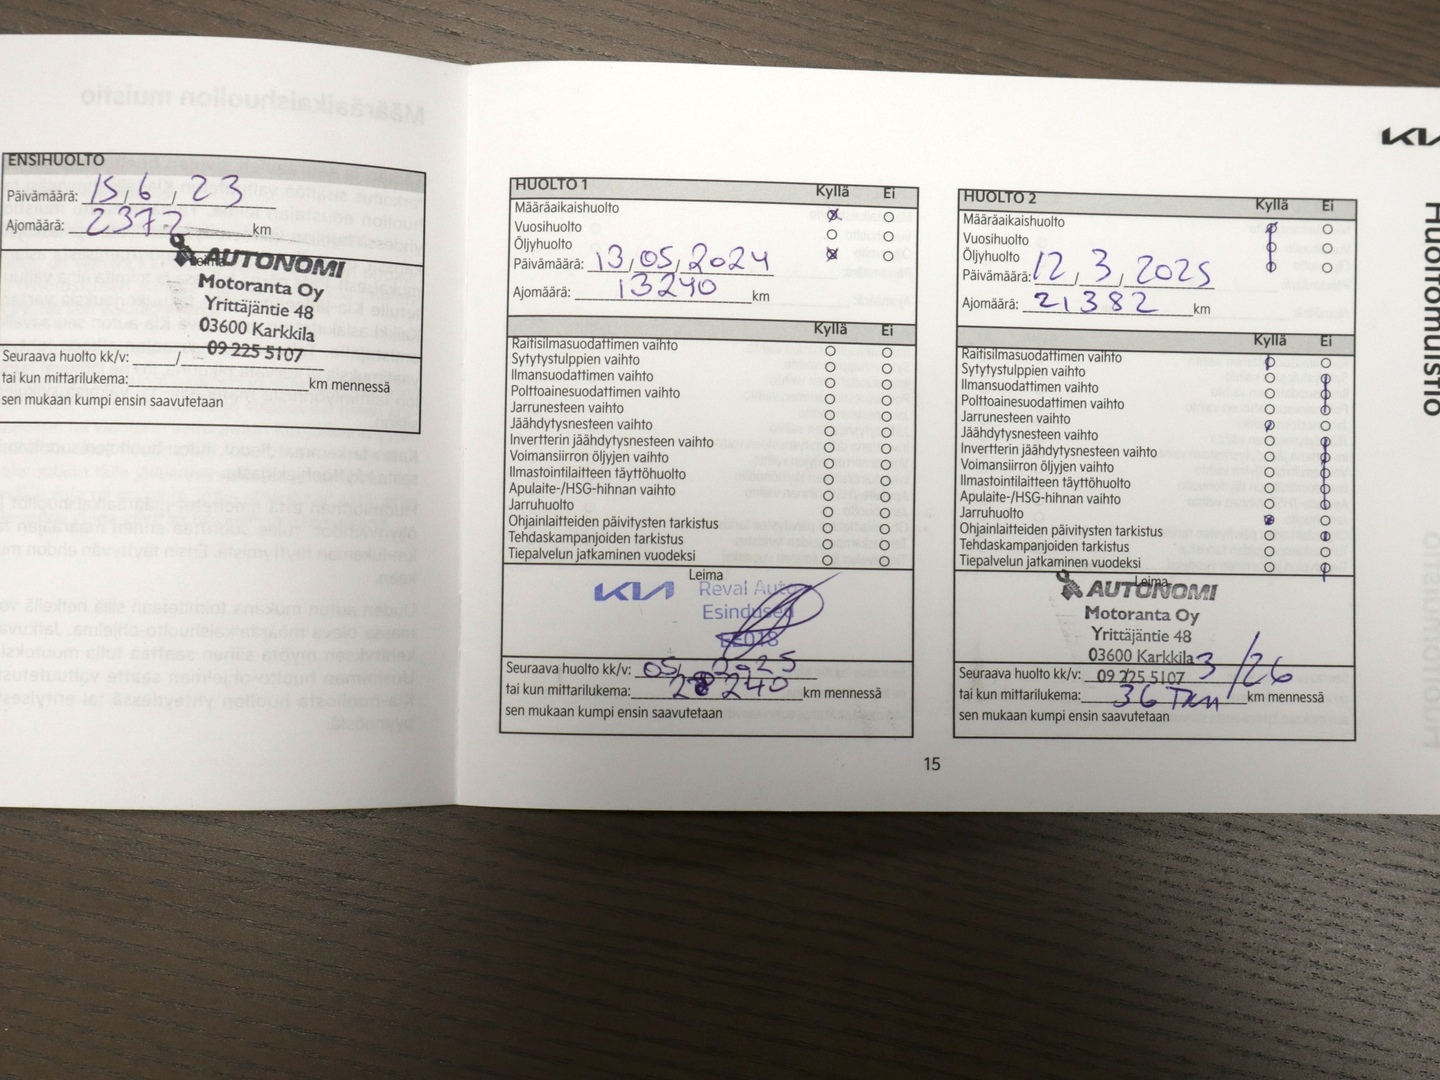 KIA
Huoltomuistio
ENSIHUOLTO
Päivämäärä: 15/6/23
Ajomäärä: 2372 km
Leima
AUTONOMI
Motoranta Oy
Yrittäjäntie 48
03600 Karkkila
09 225 5107
Seuraava huolto kk/v: /
tai kun mittarilukema: km mennessä
sen mukaan kumpi ensin saavutetaan
HUOLTO 1 Kyllä Ei
Määräaikaishuolto
Vuosihuolto
Öljyhuolto
Päivämäärä: 13/05/2024
Ajomäärä: 13240 km
Kyllä Ei
Raitisilmasuodattimen vaihto
Sytytystulppien vaihto
Ilmansuodattimen vaihto
Polttoainesuodattimen vaihto
Jarrunesteen vaihto
Jäähdytysnesteen vaihto
Invertterin jäähdytysnesteen vaihto
Voimansiirron öljyjen vaihto
Ilmastointilaitteen täyttöhuolto
Apulaite-/HSG-hihnan vaihto
Jarruhuolto
Ohjainlaitteiden päivitysten tarkistus
Tehdaskampanjoiden tarkistus
Tiepalvelun jatkaminen vuodeksi
Leima
KIA Reval Auto
Esindused
EE018
Seuraava huolto kk/v: 05/2025
tai kun mittarilukema: 28240 km mennessä
sen mukaan kumpi ensin saavutetaan
HUOLTO 2 Kyllä Ei
Määräaikaishuolto
Vuosihuolto
Öljyhuolto
Päivämäärä: 12/3/2025
Ajomäärä: 21382 km
Kyllä Ei
Raitisilmasuodattimen vaihto
Sytytystulppien vaihto
Ilmansuodattimen vaihto
Polttoainesuodattimen vaihto
Jarrunesteen vaihto
Jäähdytysnesteen vaihto
Invertterin jäähdytysnesteen vaihto
Voimansiirron öljyjen vaihto
Ilmastointilaitteen täyttöhuolto
Apulaite-/HSG-hihnan vaihto
Jarruhuolto
Ohjainlaitteiden päivitysten tarkistus
Tehdaskampanjoiden tarkistus
Tiepalvelun jatkaminen vuodeksi
Leima
AUTONOMI
Motoranta Oy
Yrittäjäntie 48
03600 Karkkila
09 225 5107
Seuraava huolto kk/v: 3/26
tai kun mittarilukema: 36 Tkm km mennessä
sen mukaan kumpi ensin saavutetaan
15